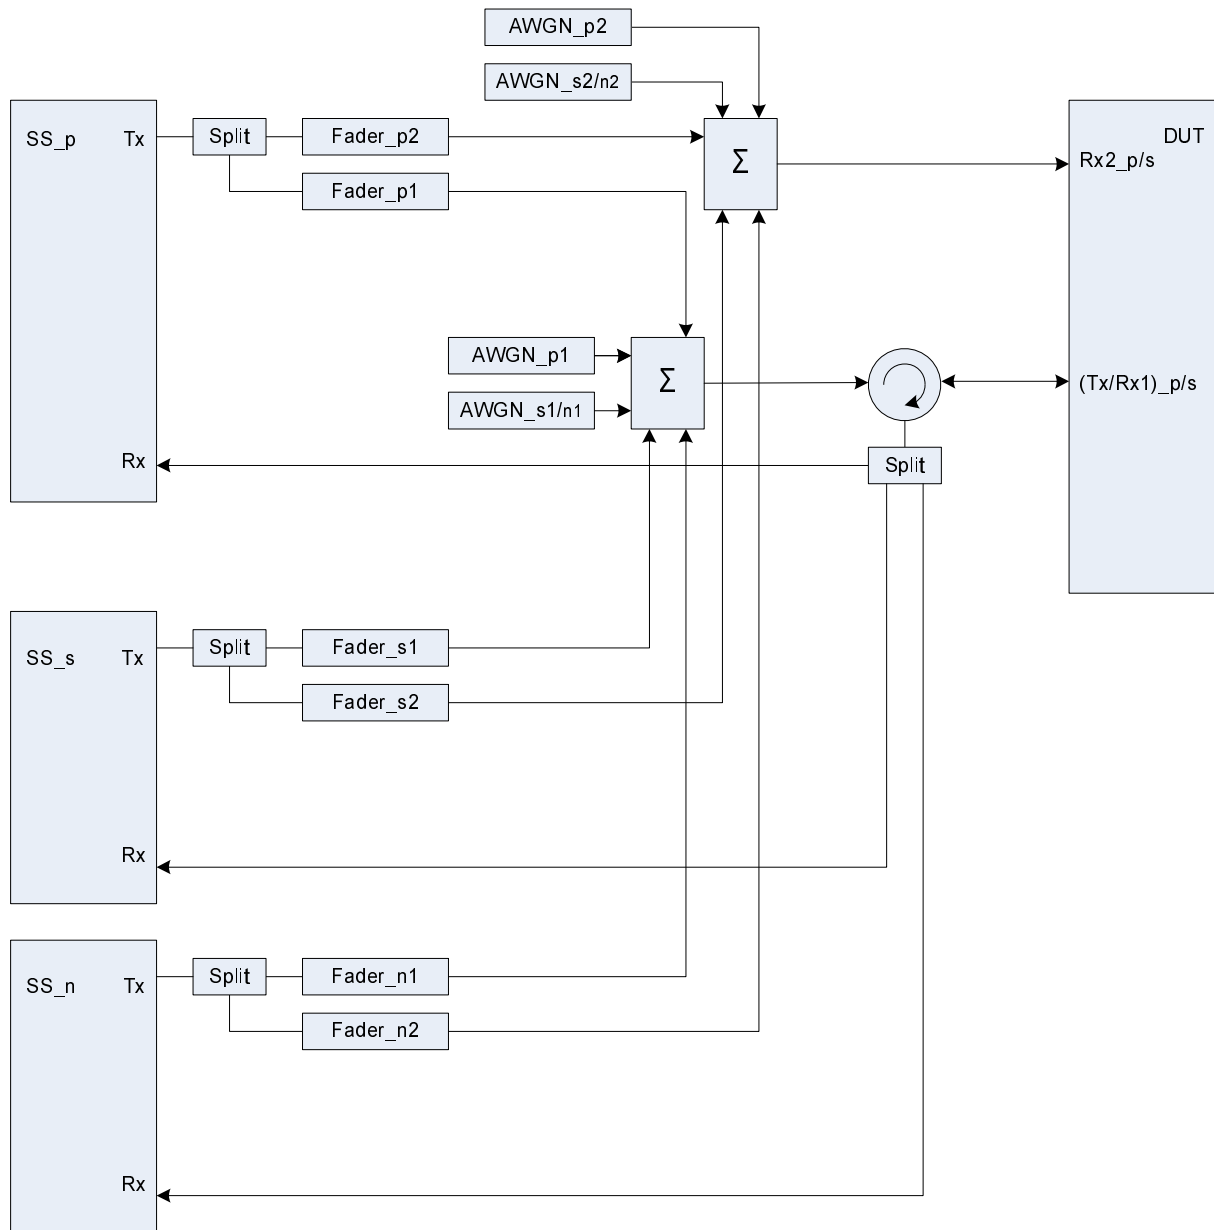 AWGN_p2
AWGN_s2/n2
SS_p
Tx
Split
Fader_p2
Σ
DUT
Rx2_p/s
Fader_p1
AWGN_p1
Σ
AWGN_s1/n1
(Tx/Rx1)_p/s
Rx
Split
SS_s
Tx
Split
Fader_s1
Fader_s2
Rx
SS_n
Tx
Split
Fader_n1
Fader_n2
Rx